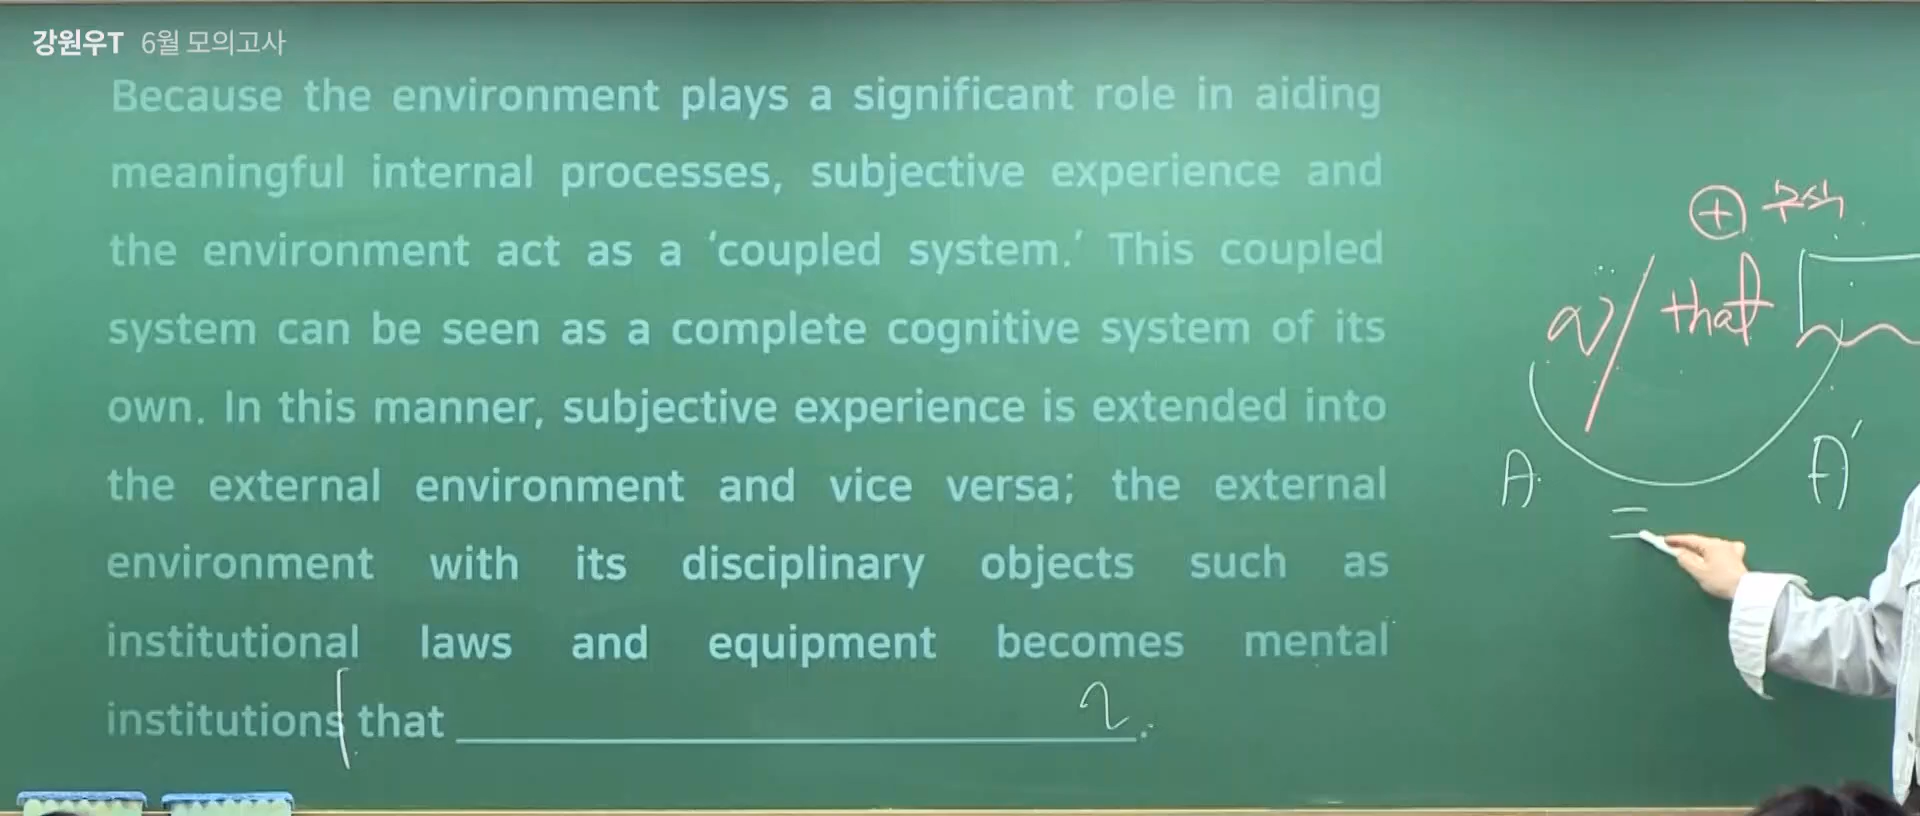 강원우T 6월 모의고사
Because the environment plays a significant role in aiding
meaningful internal processes, subjective experience and
the environment act as a ‘coupled system.’ This coupled
system can be seen as a complete cognitive system of its
own. In this manner, subjective experience is extended into
the external environment and vice versa; the external
environment with its disciplinary objects such as
institutional laws and equipment becomes mental
institutions that ____________________.
+ 수식
that
A = A'